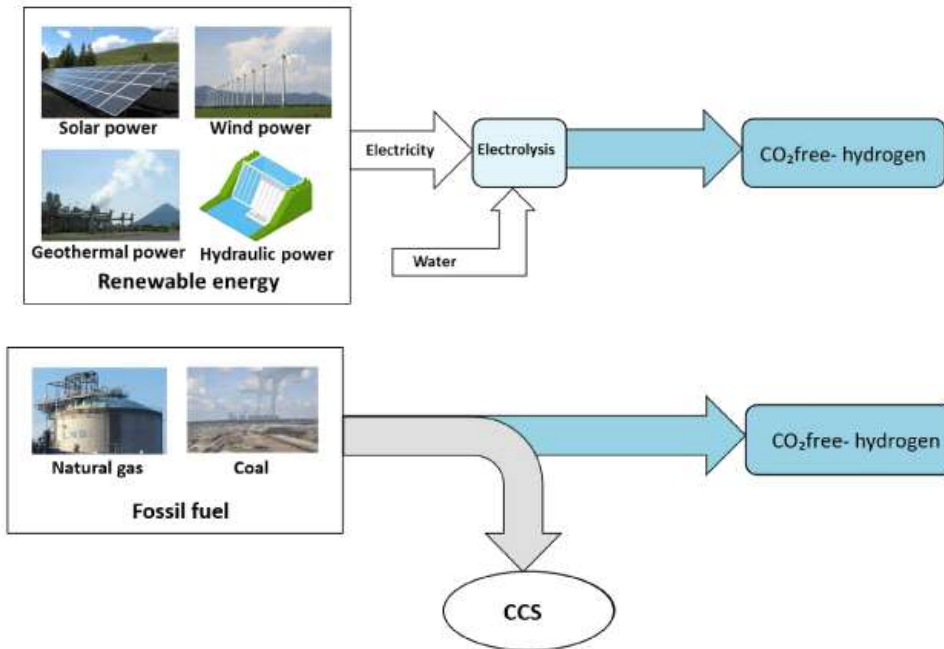 Solar power
Wind power
Geothermal power
Hydraulic power
Renewable energy
Electricity
Electrolysis
Water
CO₂free- hydrogen
Natural gas
Coal
Fossil fuel
CO₂free- hydrogen
CCS